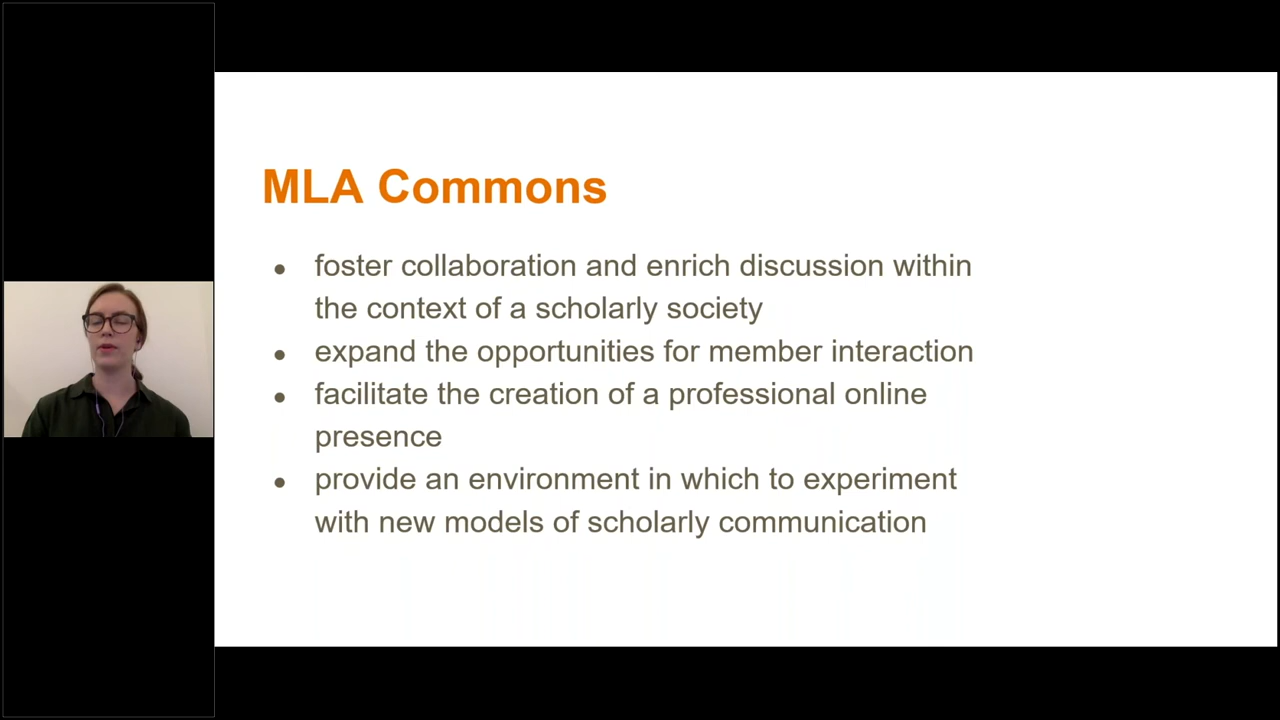 MLA Commons
● foster collaboration and enrich discussion within
the context of a scholarly society
● expand the opportunities for member interaction
● facilitate the creation of a professional online
presence
● provide an environment in which to experiment
with new models of scholarly communication